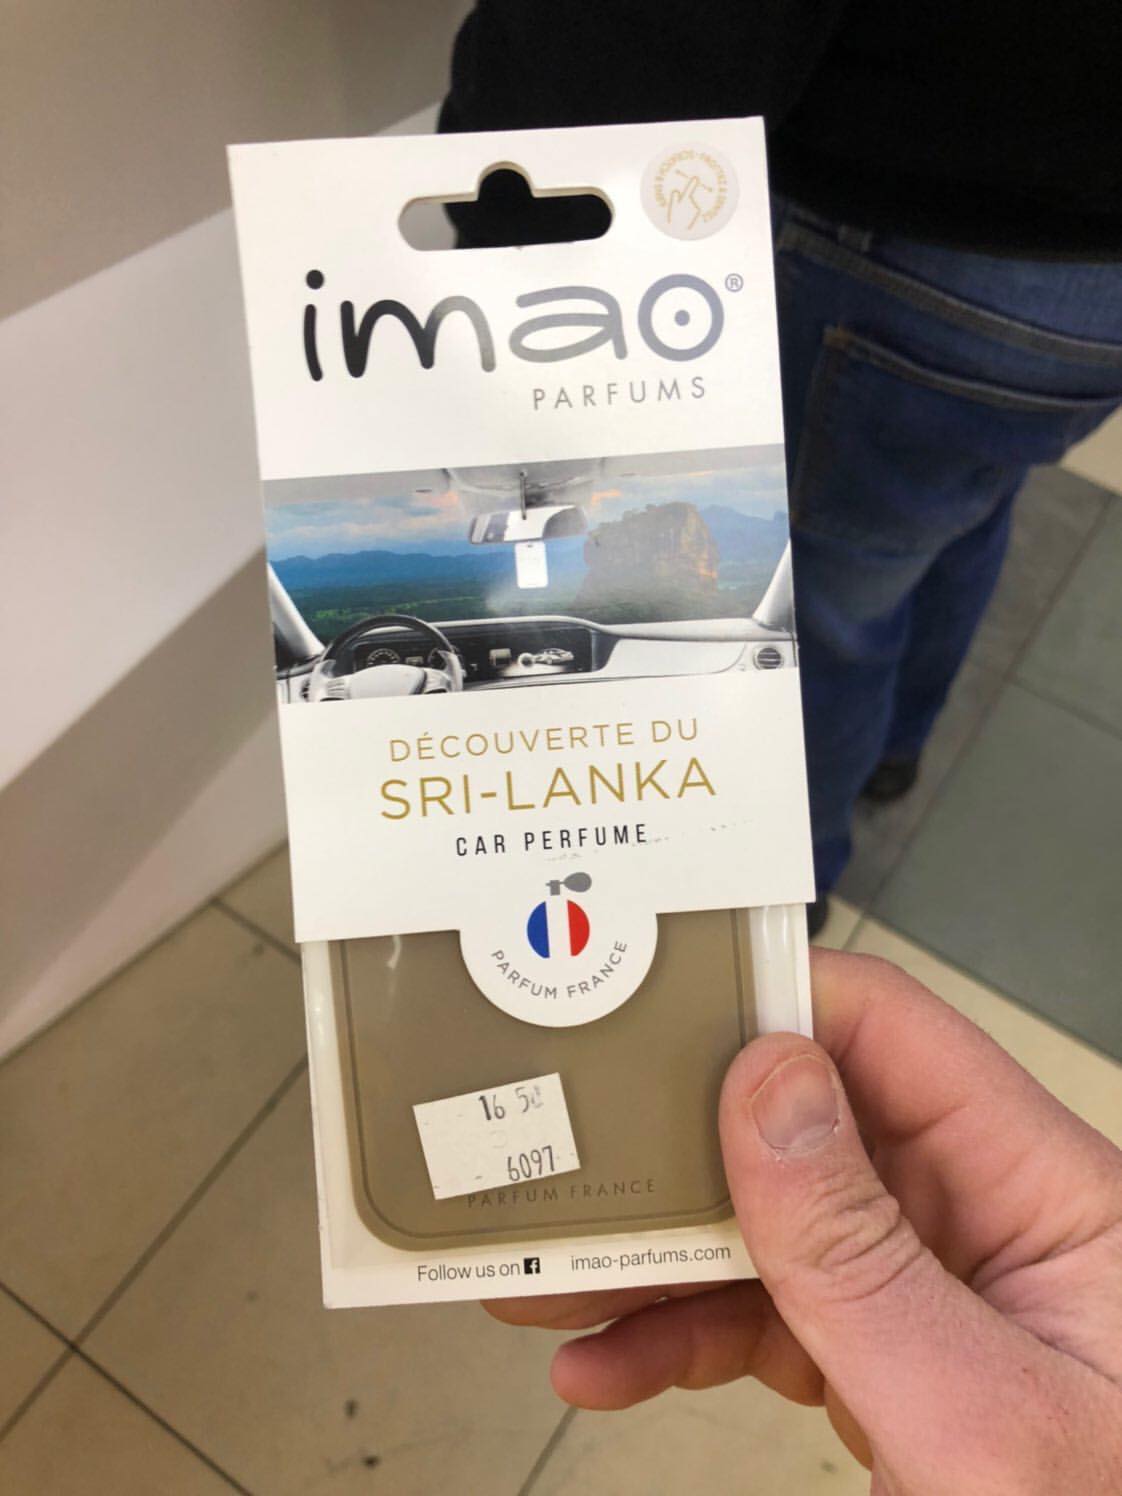 imao®
PARFUMS
DÉCOUVERTE DU
SRI-LANKA
CAR PERFUME
PARFUM FRANCE
16 50
6097
PARFUM FRANCE
Follow us on
imao-parfums.com